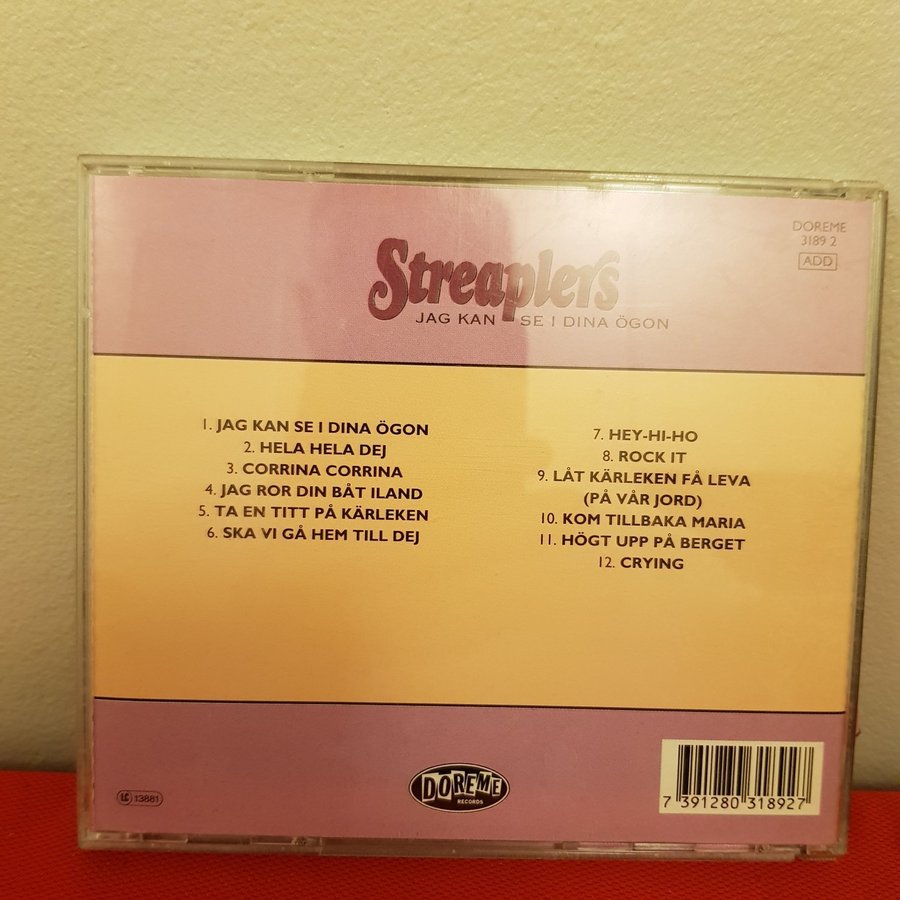 DOREME
3189 2
ADD
Streaplers
JAG KAN SE I DINA ÖGON
1. JAG KAN SE I DINA ÖGON
2. HELA HELA DEJ
3. CORRINA CORRINA
4. JAG ROR DIN BÅT ILAND
5. TA EN TITT PÅ KÄRLEKEN
6. SKA VI GÅ HEM TILL DEJ
7. HEY-HI-HO
8. ROCK IT
9. LÅT KÄRLEKEN FÅ LEVA
(PÅ VÅR JORD)
10. KOM TILLBAKA MARIA
11. HÖGT UPP PÅ BERGET
12. CRYING
LC 13881
DOREME
RECORDS
7 391280 318927